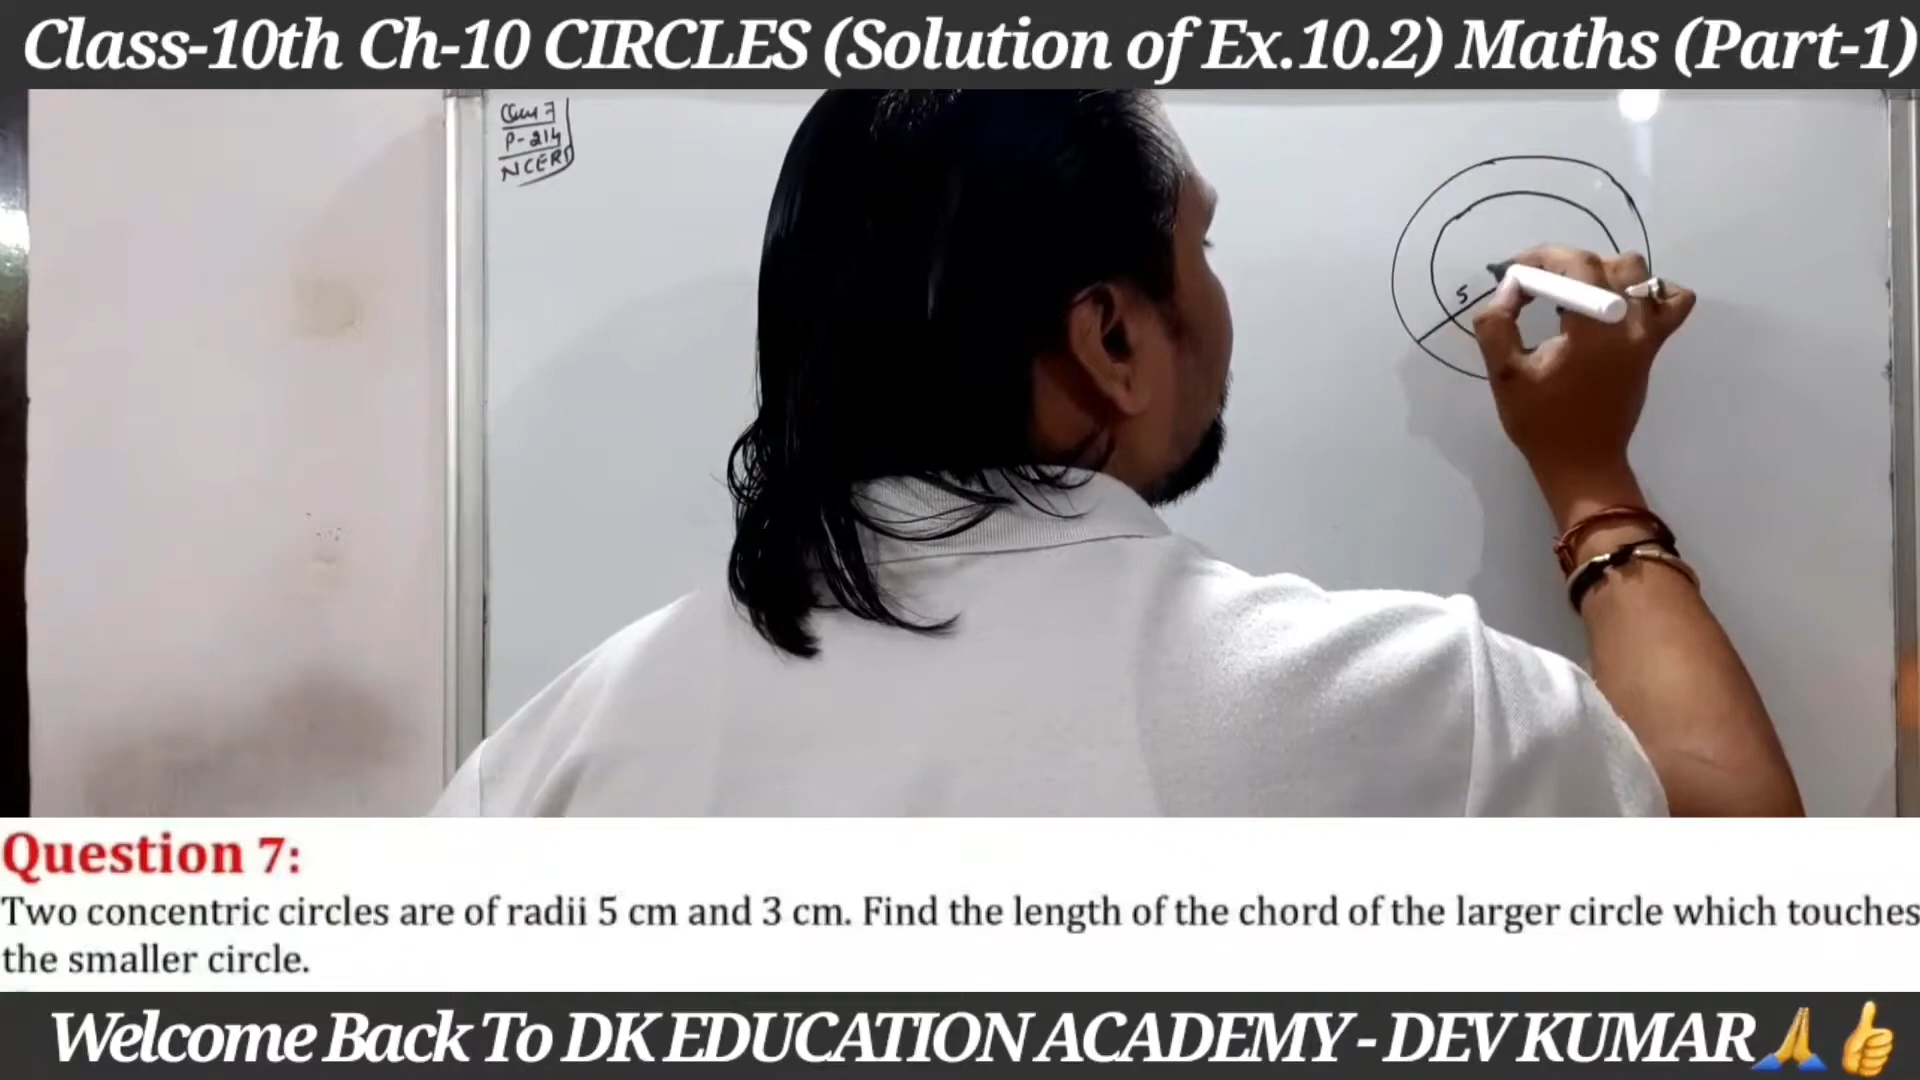 Class-10th Ch-10 CIRCLES (Solution of Ex.10.2) Maths (Part-1)
P-214
NCERT
5
Question 7:
Two concentric circles are of radii 5 cm and 3 cm. Find the length of the chord of the larger circle which touches
the smaller circle.
Welcome Back To DK EDUCATION ACADEMY - DEV KUMAR🙏👍